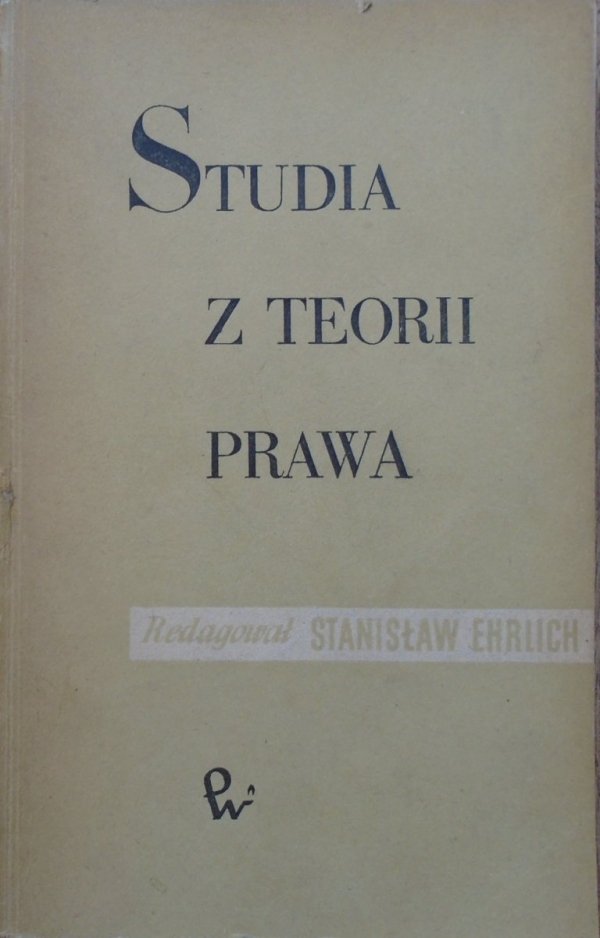 STUDIA
Z TEORII
PRAWA
Redagował STANISŁAW EHRLICH